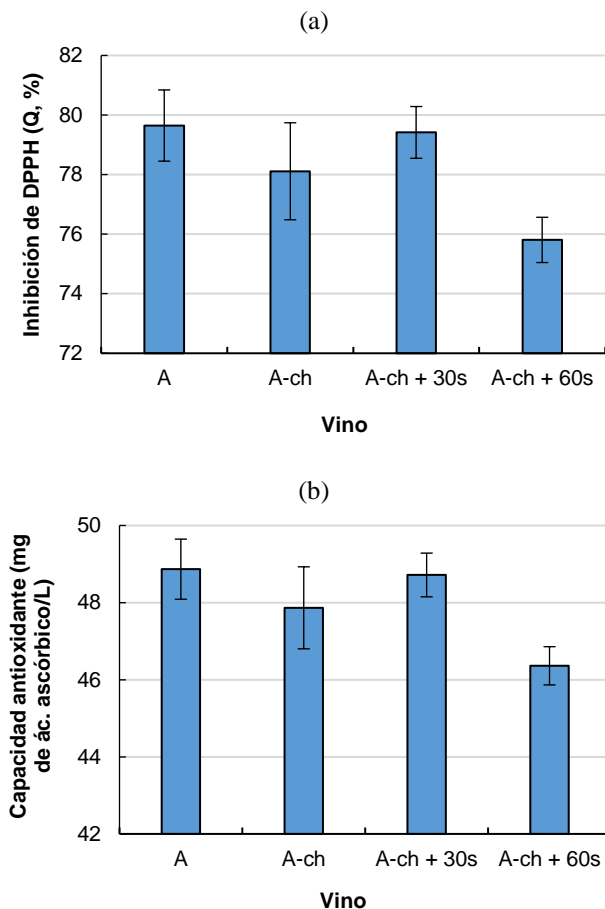 (a)
Inhibición de DPPH (Q, %)
82
80
78
76
74
72
A A-ch A-ch + 30s A-ch + 60s
Vino
(b)
Capacidad antioxidante (mg
de ác. ascórbico/L)
50
48
46
44
42
A A-ch A-ch + 30s A-ch + 60s
Vino